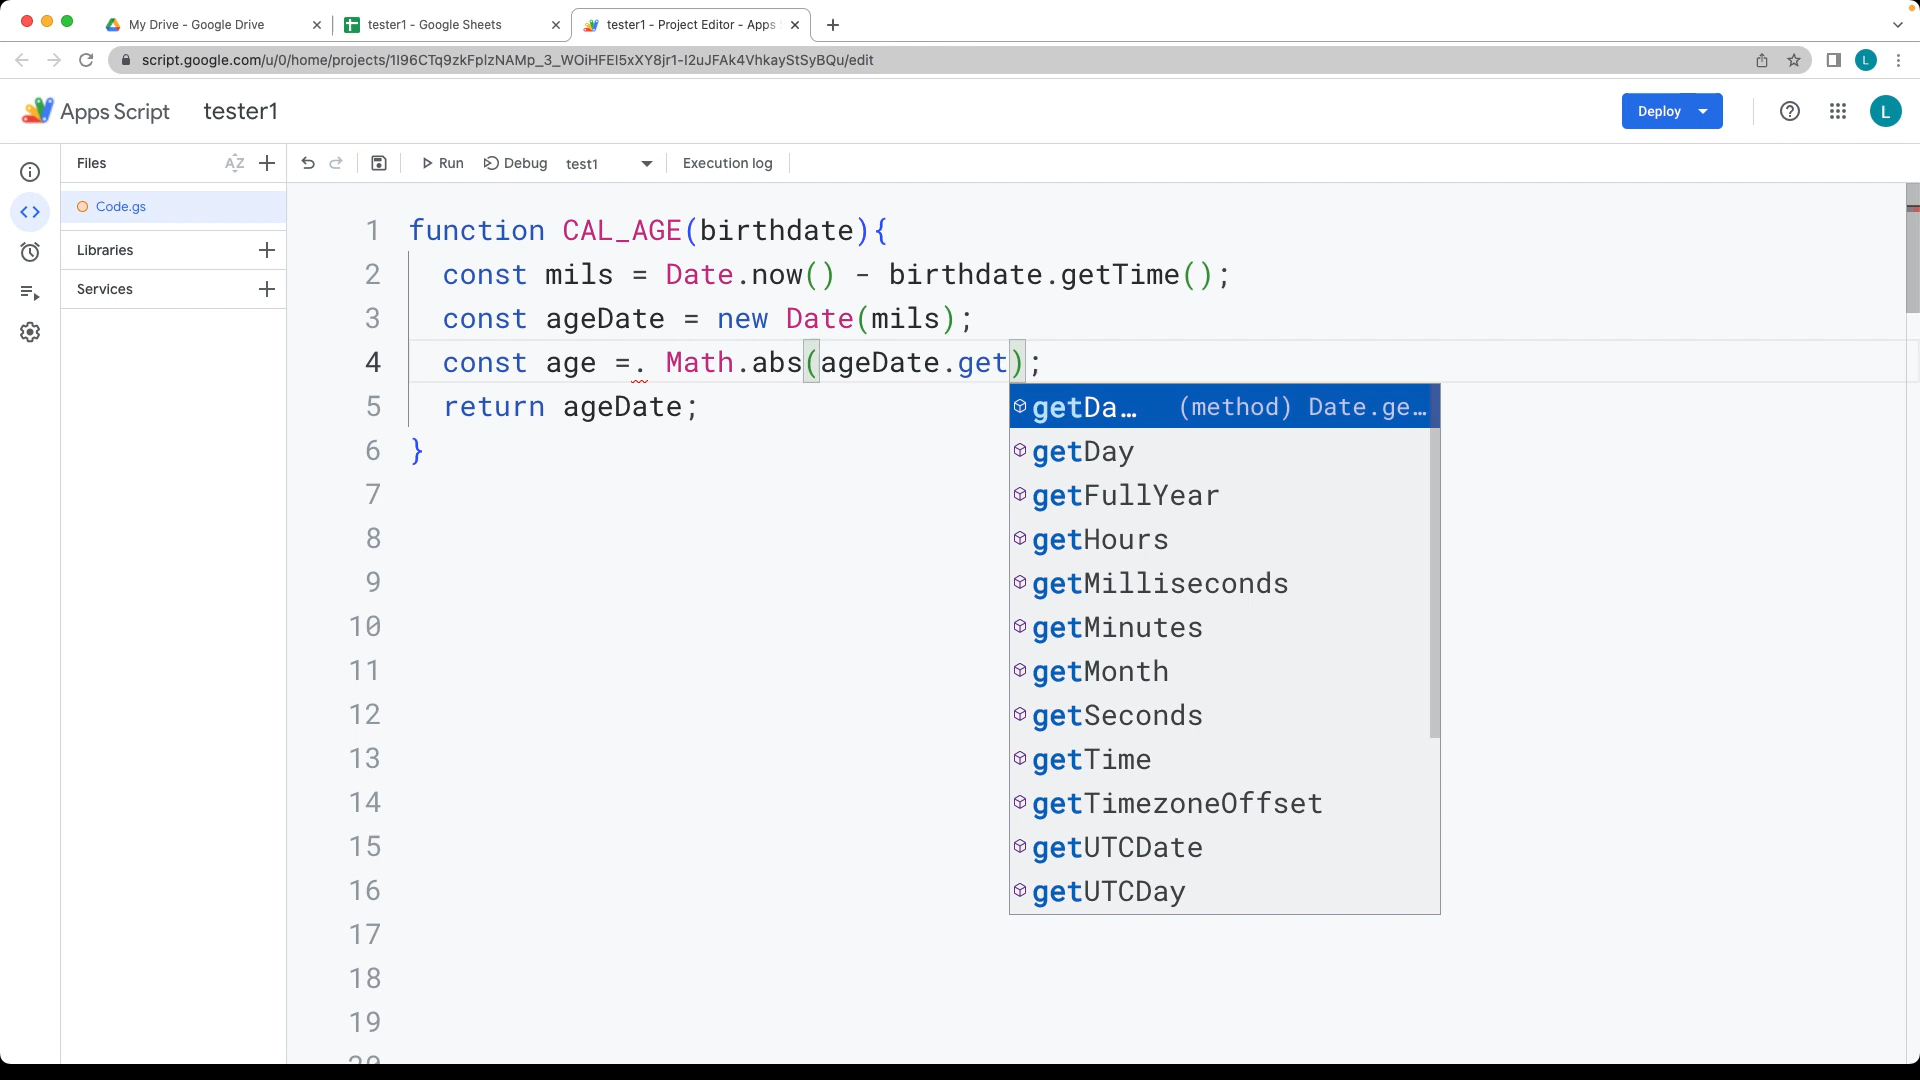 My Drive - Google Drive
tester1 - Google Sheets
tester1 - Project Editor - Apps S
script.google.com/u/0/home/projects/1I96CTq9zkFplzNAMp_3_WOiHFEI5xXY8jr1-I2uJFAk4VhkayStSyBQu/edit
L
Apps Script
tester1
Deploy
L
Files
AZ
Run
Debug
test1
Execution log
Code.gs
Libraries
Services
1 function CAL_AGE(birthdate){
2 const mils = Date.now() - birthdate.getTime();
3 const ageDate = new Date(mils);
4 const age =. Math.abs(ageDate.get);
5 return ageDate;
6 }
7
8
9
10
11
12
13
14
15
16
17
18
19
20
getDa… (method) Date.ge…
getDay
getFullYear
getHours
getMilliseconds
getMinutes
getMonth
getSeconds
getTime
getTimezoneOffset
getUTCDate
getUTCDay